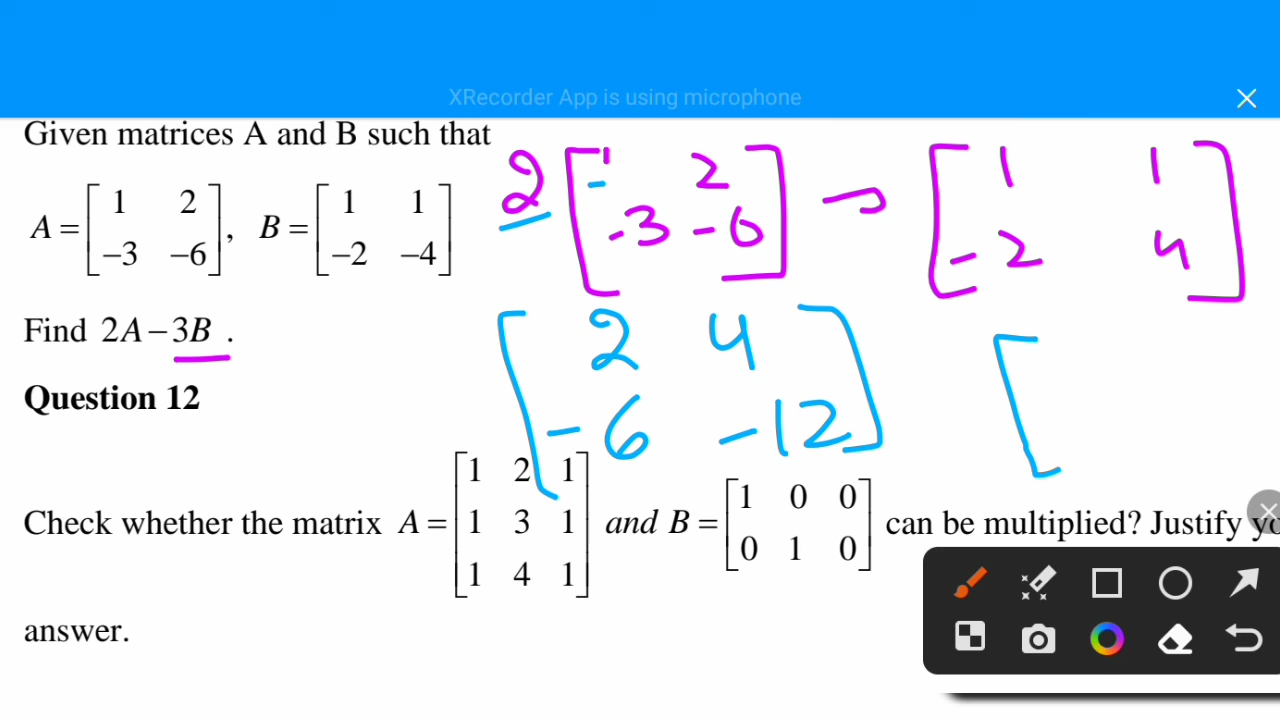 XRecorder App is using microphone
Given matrices A and B such that
A = [ 1 2 ; −3 −6 ], B = [ 1 1 ; −2 −4 ]
2 [ 1 2 ; -3 -6 ] → [ 1 1 ; -2 4 ]
Find 2A − 3B .
[ 2 4 ; -6 -12 ] [
Question 12
Check whether the matrix A = [ 1 2 1 ; 1 3 1 ; 1 4 1 ] and B = [ 1 0 0 ; 0 1 0 ] can be multiplied? Justify yo
answer.